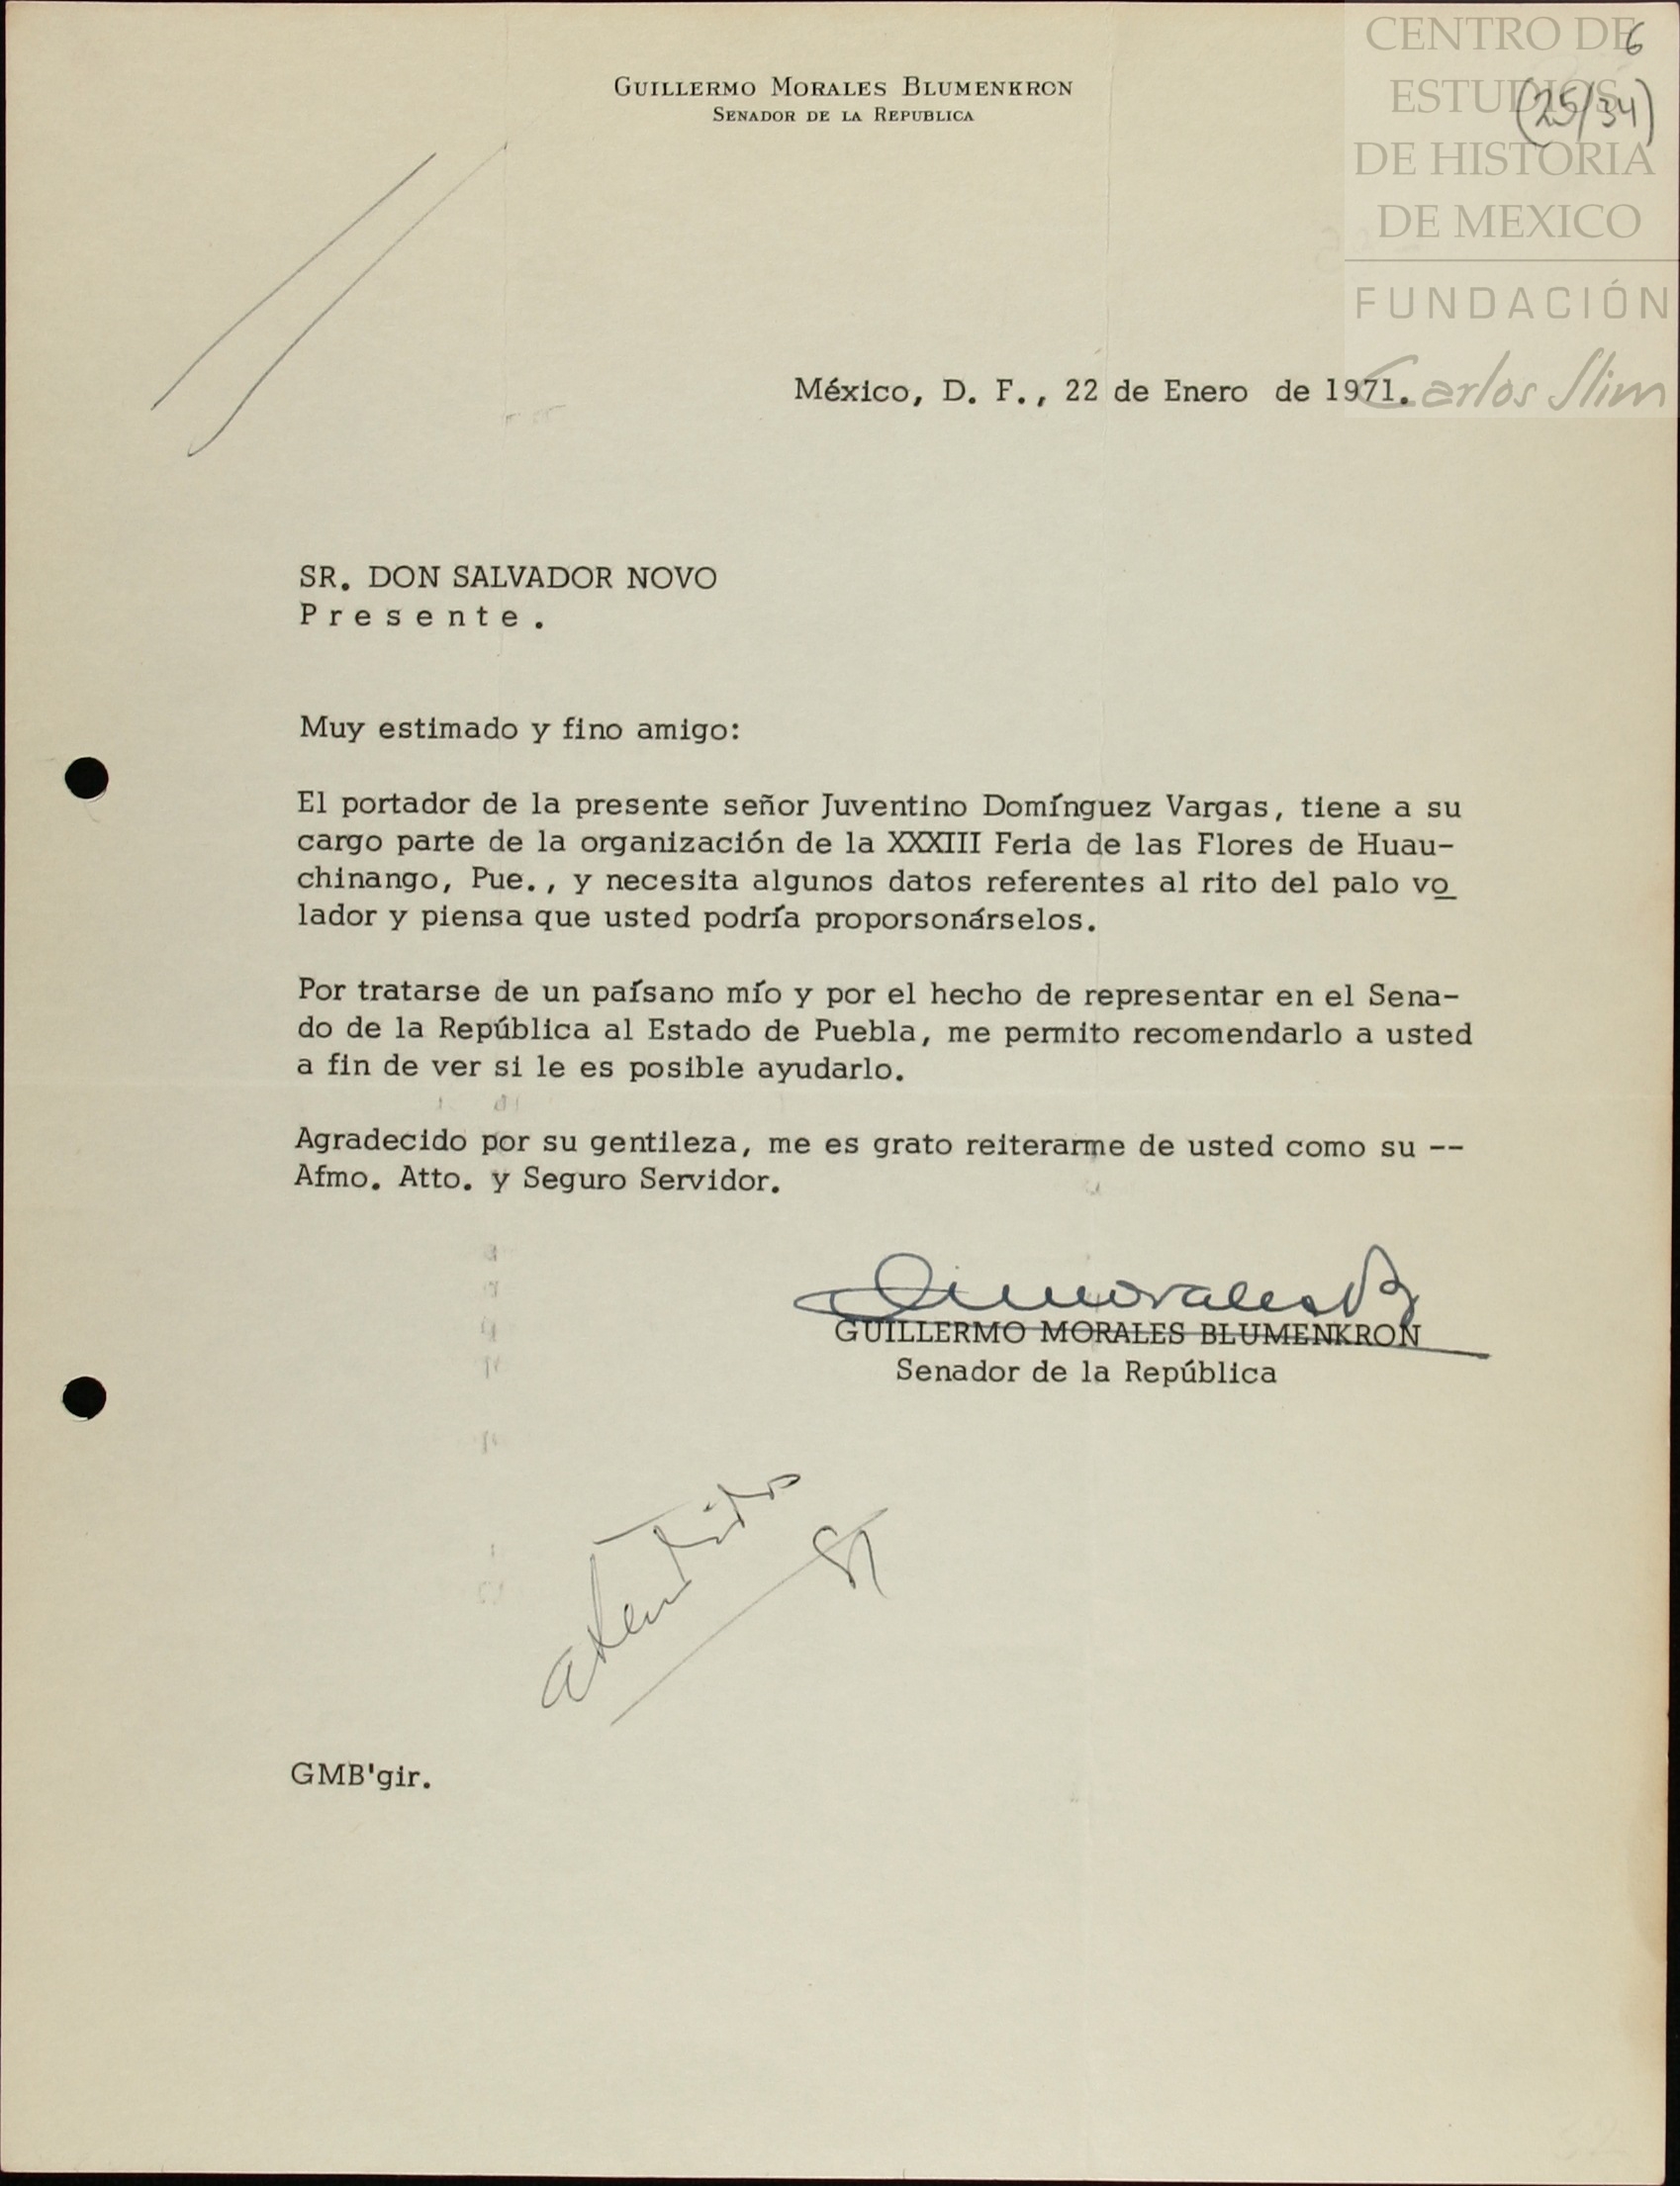 CENTRO DE
ESTUDIOS
DE HISTORIA
DE MEXICO
FUNDACIÓN
Carlos Slim
6
(25/34)
GUILLERMO MORALES BLUMENKRON
SENADOR DE LA REPUBLICA
México, D. F., 22 de Enero de 1971.
SR. DON SALVADOR NOVO
Presente.
Muy estimado y fino amigo:
El portador de la presente señor Juventino Domínguez Vargas, tiene a su
cargo parte de la organización de la XXXIII Feria de las Flores de Huau-
chinango, Pue., y necesita algunos datos referentes al rito del palo vo
lador y piensa que usted podría proporsonárselos.
Por tratarse de un paísano mío y por el hecho de representar en el Sena-
do de la República al Estado de Puebla, me permito recomendarlo a usted
a fin de ver si le es posible ayudarlo.
Agradecido por su gentileza, me es grato reiterarme de usted como su --
Afmo. Atto. y Seguro Servidor.
GUILLERMO MORALES BLUMENKRON
Senador de la República
atendido
GMB'gir.